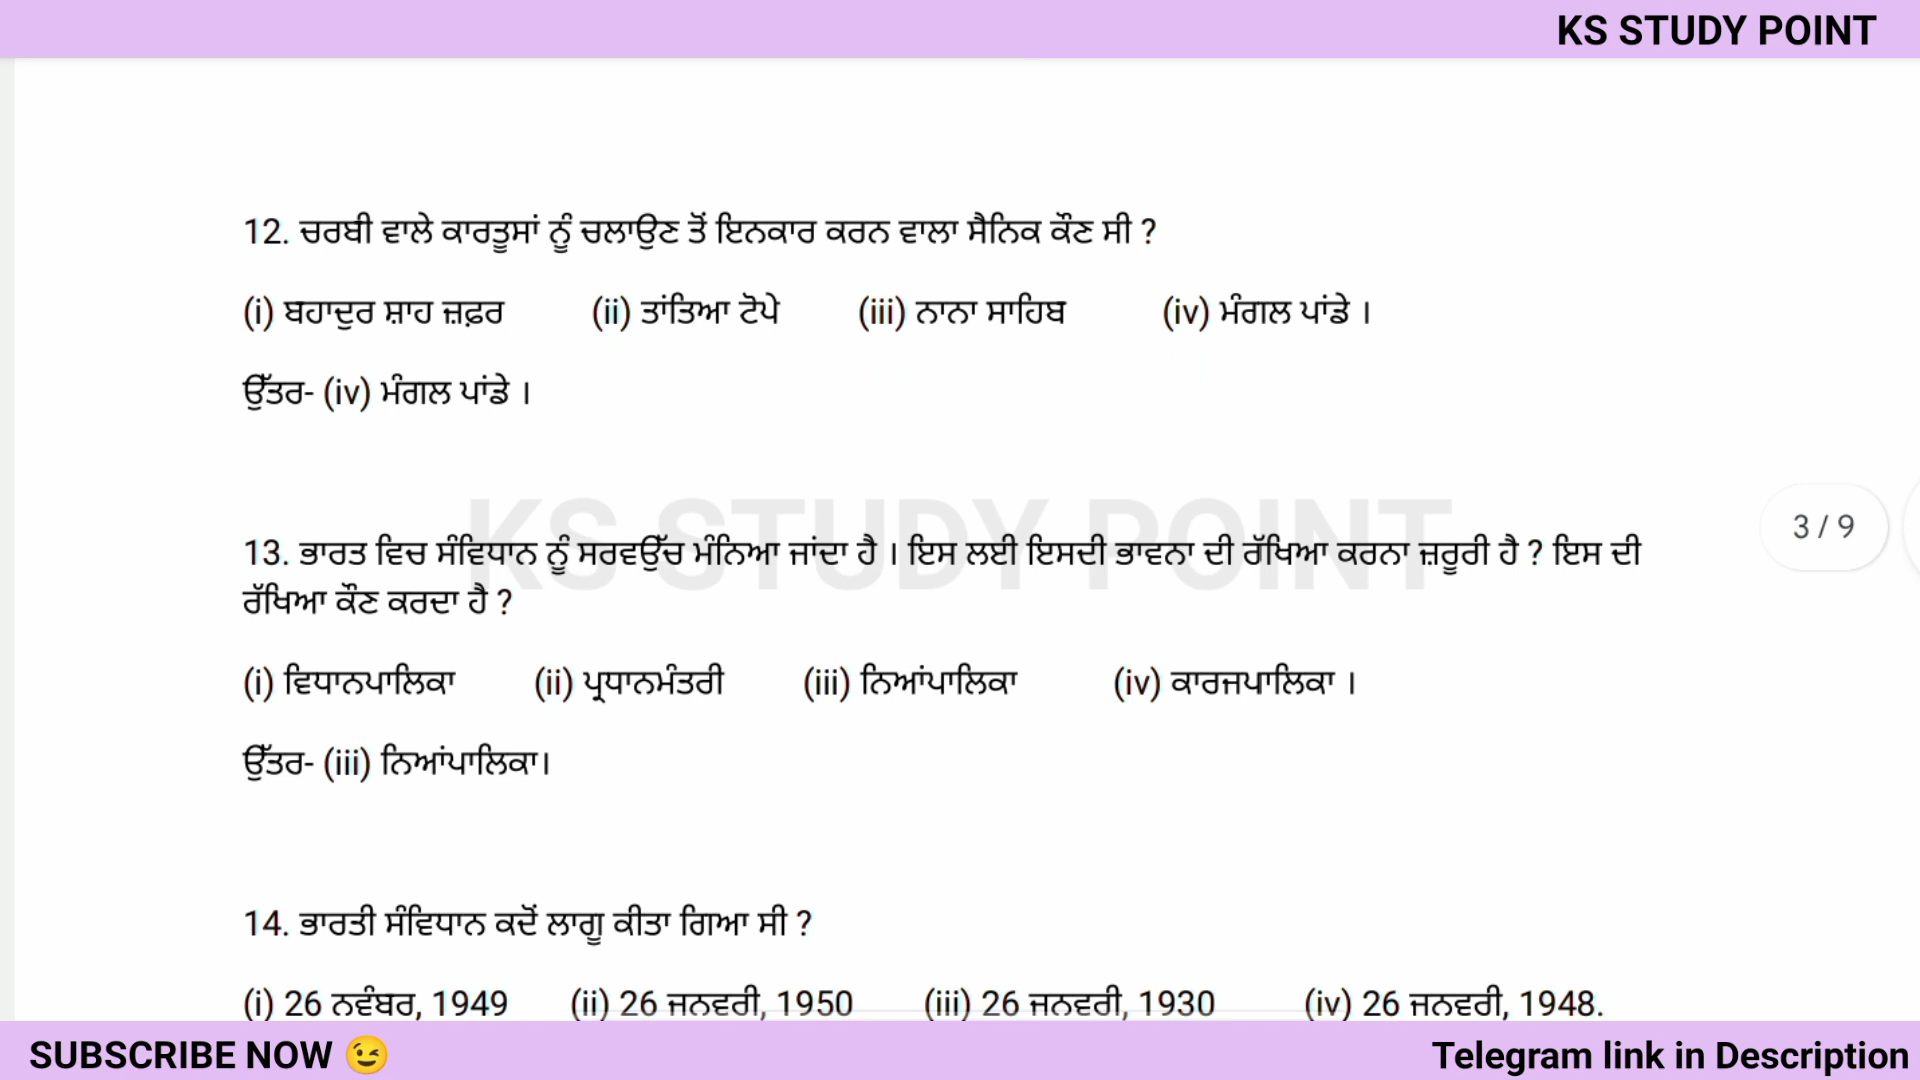 KS STUDY POINT
12. ਚਰਬੀ ਵਾਲੇ ਕਾਰਤੂਸਾਂ ਨੂੰ ਚਲਾਉਣ ਤੋਂ ਇਨਕਾਰ ਕਰਨ ਵਾਲਾ ਸੈਨਿਕ ਕੌਣ ਸੀ ?
(i) ਬਹਾਦੁਰ ਸ਼ਾਹ ਜ਼ਫ਼ਰ (ii) ਤਾਂਤਿਆ ਟੋਪੇ (iii) ਨਾਨਾ ਸਾਹਿਬ (iv) ਮੰਗਲ ਪਾਂਡੇ ।
ਉੱਤਰ- (iv) ਮੰਗਲ ਪਾਂਡੇ ।
KS STUDY POINT
3 / 9
13. ਭਾਰਤ ਵਿਚ ਸੰਵਿਧਾਨ ਨੂੰ ਸਰਵਉੱਚ ਮੰਨਿਆ ਜਾਂਦਾ ਹੈ । ਇਸ ਲਈ ਇਸਦੀ ਭਾਵਨਾ ਦੀ ਰੱਖਿਆ ਕਰਨਾ ਜ਼ਰੂਰੀ ਹੈ ? ਇਸ ਦੀ
ਰੱਖਿਆ ਕੌਣ ਕਰਦਾ ਹੈ ?
(i) ਵਿਧਾਨਪਾਲਿਕਾ (ii) ਪ੍ਰਧਾਨਮੰਤਰੀ (iii) ਨਿਆਂਪਾਲਿਕਾ (iv) ਕਾਰਜਪਾਲਿਕਾ ।
ਉੱਤਰ- (iii) ਨਿਆਂਪਾਲਿਕਾ।
14. ਭਾਰਤੀ ਸੰਵਿਧਾਨ ਕਦੋਂ ਲਾਗੂ ਕੀਤਾ ਗਿਆ ਸੀ ?
(i) 26 ਨਵੰਬਰ, 1949 (ii) 26 ਜਨਵਰੀ, 1950 (iii) 26 ਜਨਵਰੀ, 1930 (iv) 26 ਜਨਵਰੀ, 1948.
SUBSCRIBE NOW 😉
Telegram link in Description